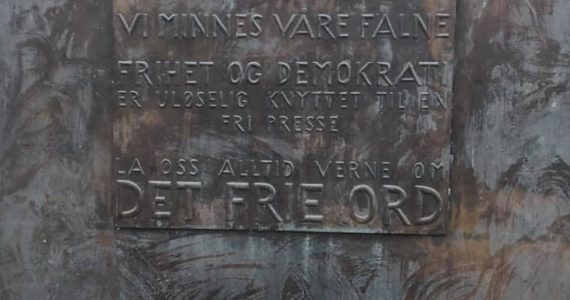 VI MINNES VÅRE FALNE
FRIHET OG DEMOKRATI
ER ULØSELIG KNYTTET TIL EN
FRI PRESSE
LA OSS ALLTID VERNE OM
DET FRIE ORD